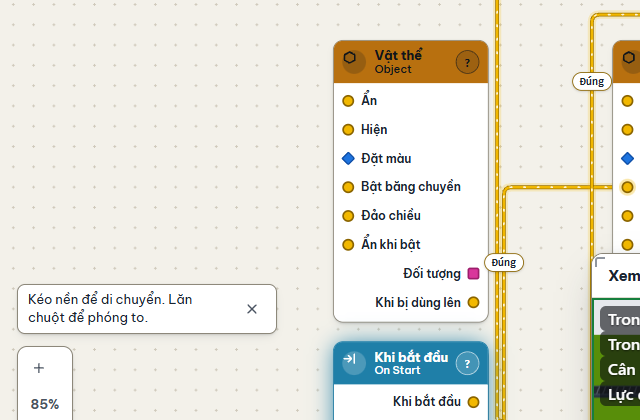 Vật thể
Object
?
Ẩn
Hiện
Đặt màu
Bật băng chuyền
Đảo chiều
Ẩn khi bật
Đối tượng
Khi bị dùng lên
Đúng
Đúng
Kéo nền để di chuyển. Lăn
chuột để phóng to.
+
85%
Khi bắt đầu
On Start
?
Khi bắt đầu
Xem
Tron
Tron
Cân
Lực